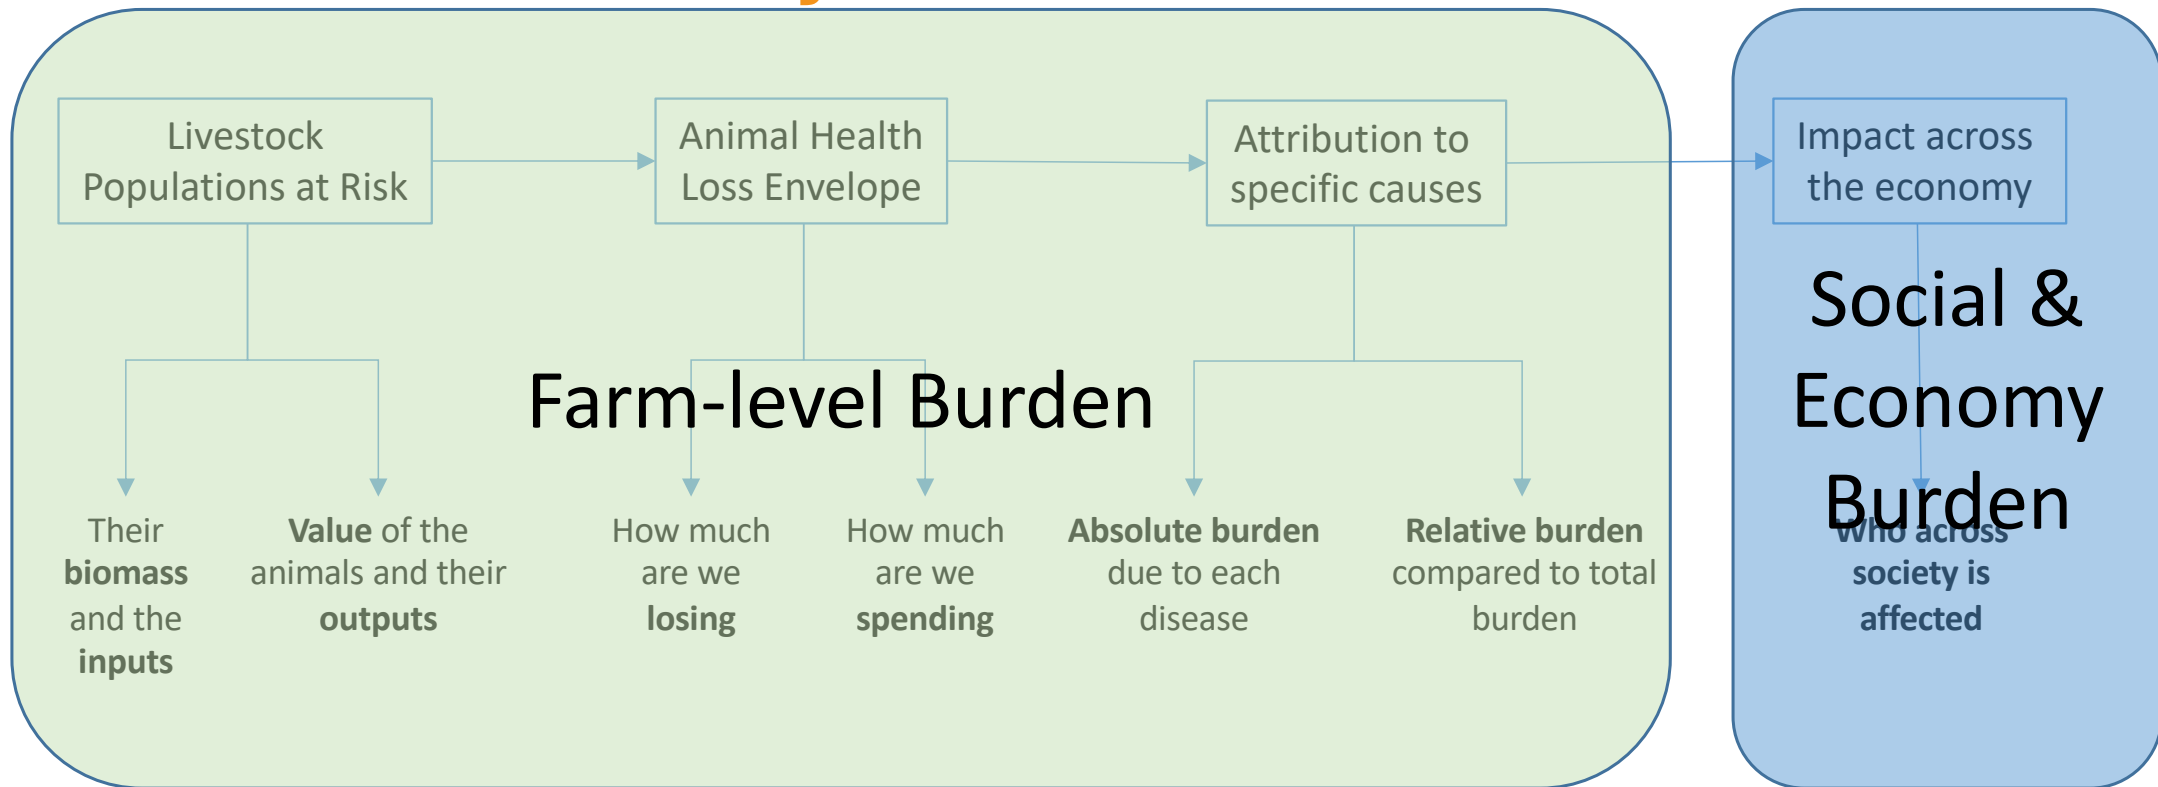 Livestock
Populations at Risk
Animal Health
Loss Envelope
Attribution to
specific causes
Impact across
the economy
Farm-level Burden
Social &
Economy
Burden
Their
biomass
and the
inputs
Value of the
animals and their
outputs
How much
are we
losing
How much
are we
spending
Absolute burden
due to each
disease
Relative burden
compared to total
burden
Who across
society is
affected